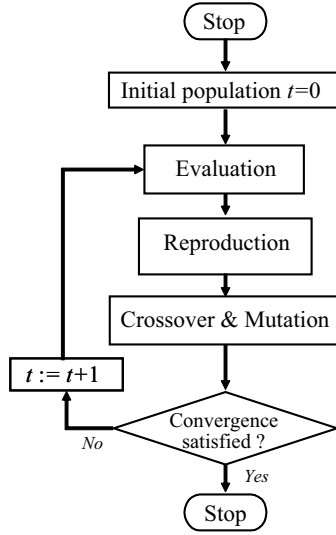 Stop
Initial population t=0
Evaluation
Reproduction
Crossover & Mutation
t := t+1
Convergence
satisfied ?
No
Yes
Stop